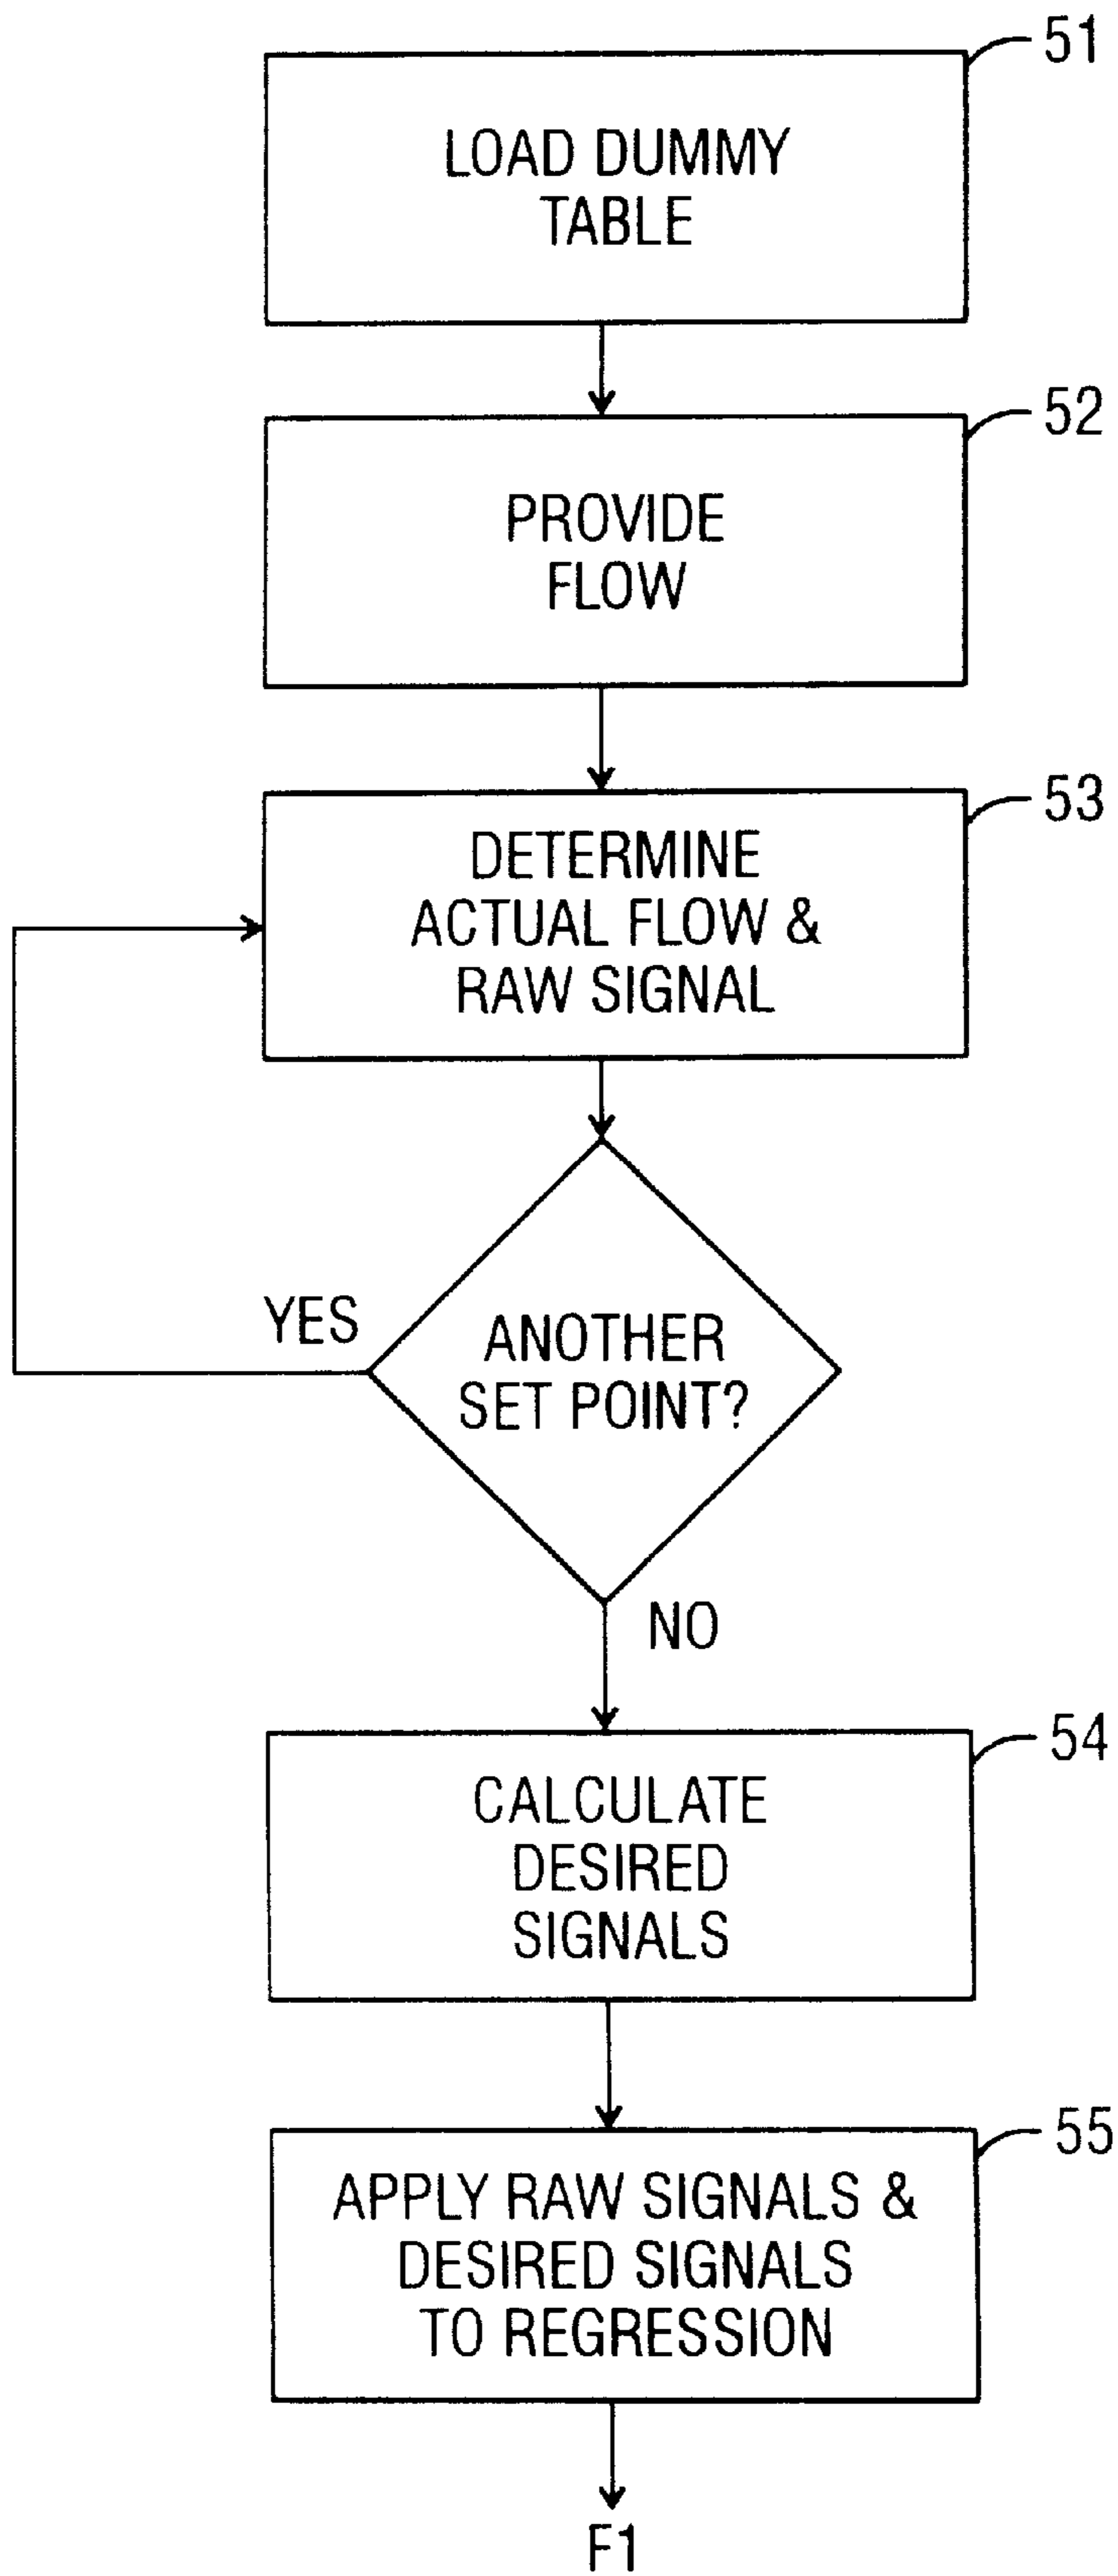 51
LOAD DUMMY
TABLE
52
PROVIDE
FLOW
53
DETERMINE
ACTUAL FLOW &
RAW SIGNAL
YES
ANOTHER
SET POINT?
NO
54
CALCULATE
DESIRED
SIGNALS
55
APPLY RAW SIGNALS &
DESIRED SIGNALS
TO REGRESSION
F1